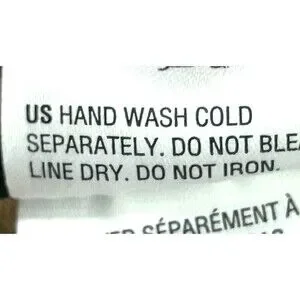 US HAND WASH COLD
SEPARATELY. DO NOT BLEA
LINE DRY. DO NOT IRON.
SÉPARÉMENT À